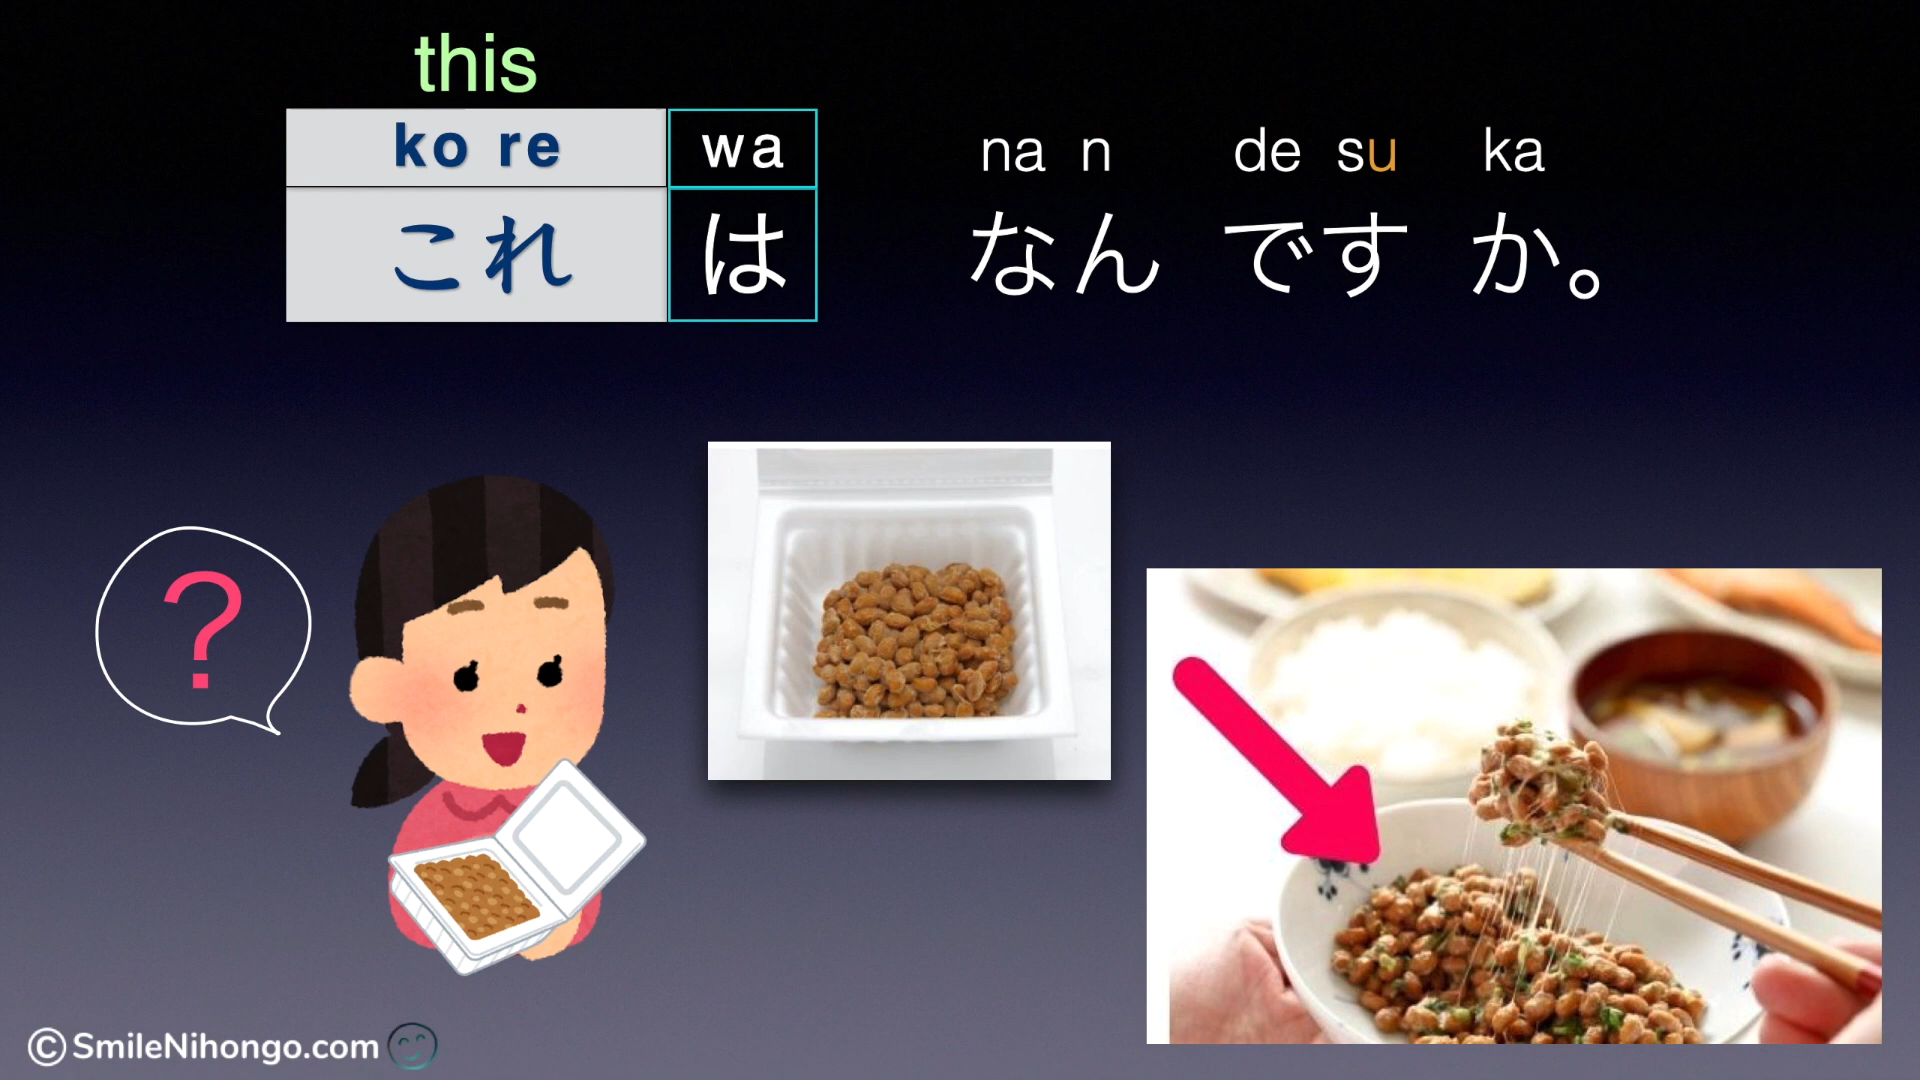 this
ko re wa na n de su ka
これ は なん です か。
?
© SmileNihongo.com